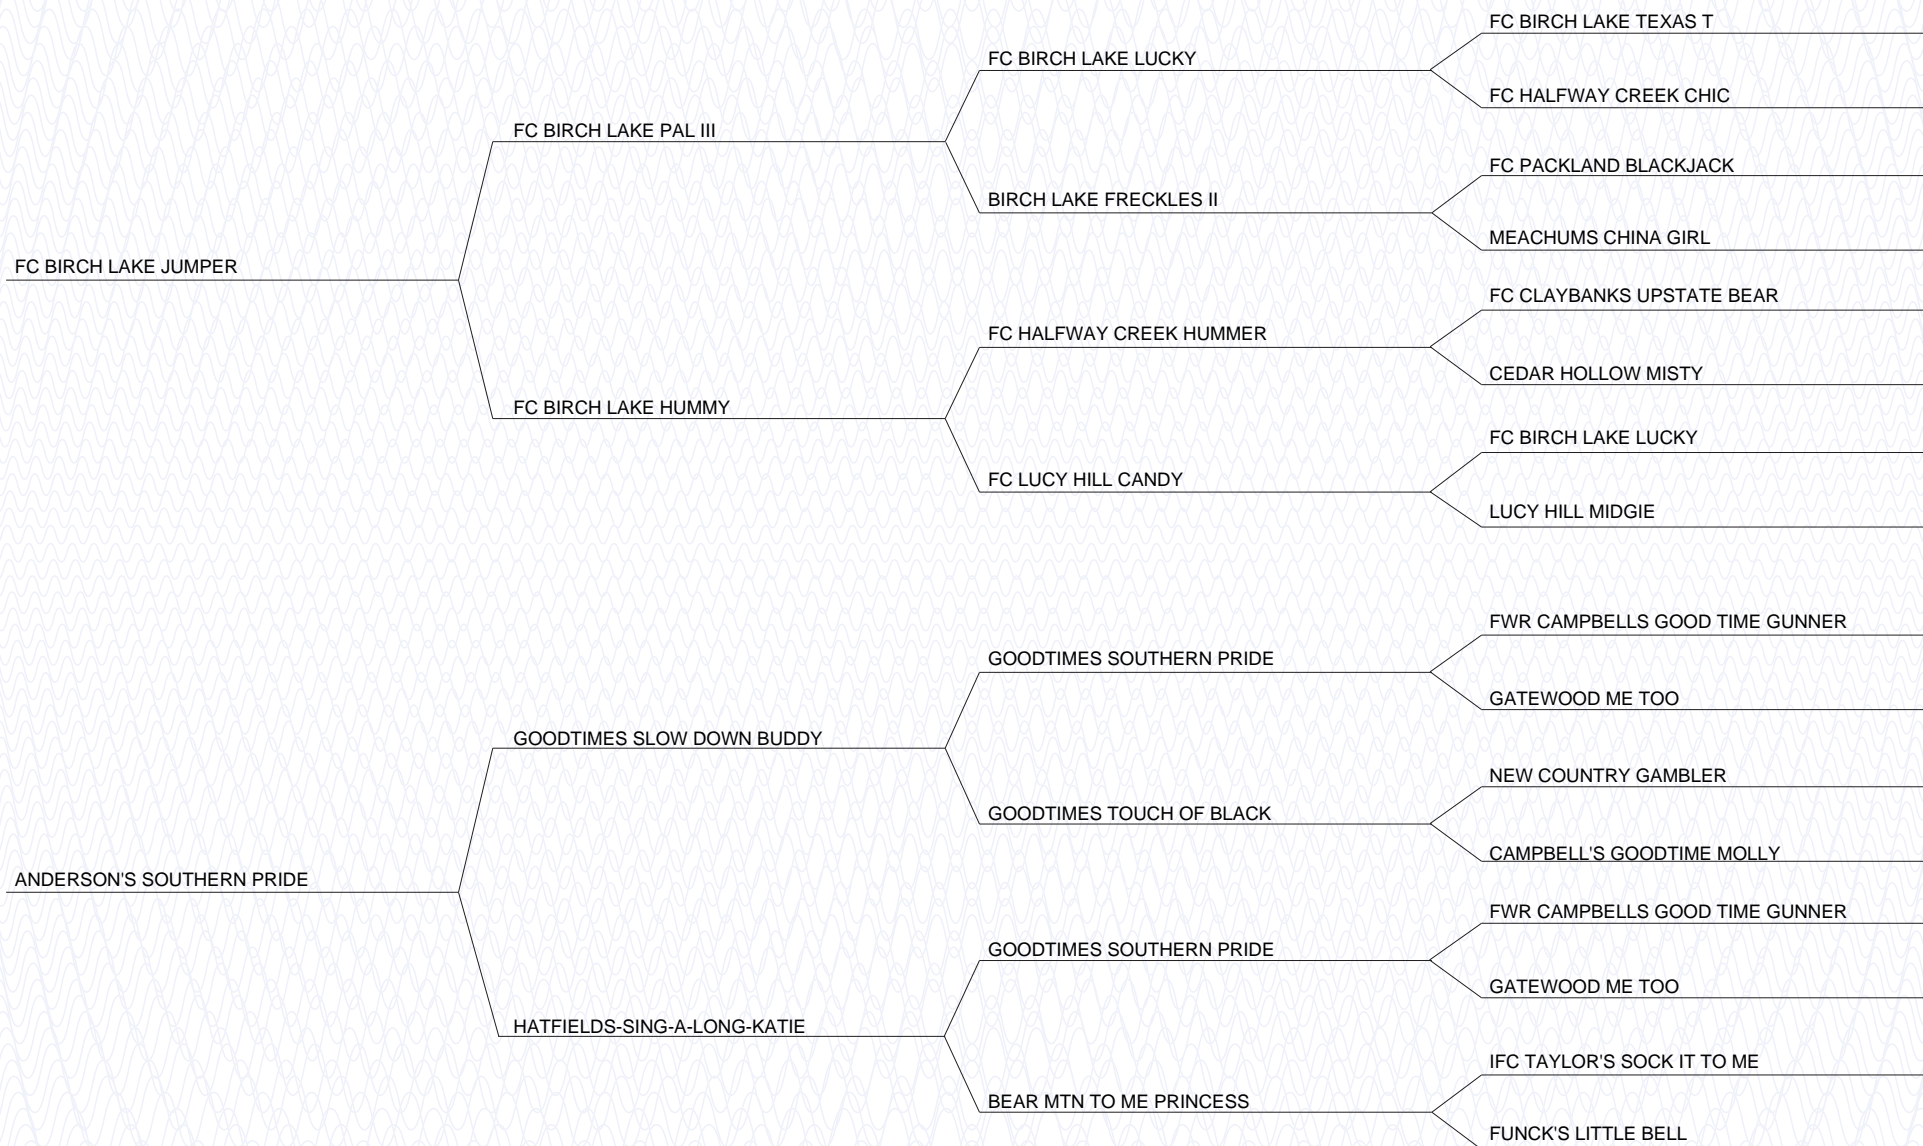 FC BIRCH LAKE TEXAS T
FC BIRCH LAKE LUCKY
FC HALFWAY CREEK CHIC
FC BIRCH LAKE PAL III
FC PACKLAND BLACKJACK
BIRCH LAKE FRECKLES II
MEACHUMS CHINA GIRL
FC BIRCH LAKE JUMPER
FC CLAYBANKS UPSTATE BEAR
FC HALFWAY CREEK HUMMER
CEDAR HOLLOW MISTY
FC BIRCH LAKE HUMMY
FC BIRCH LAKE LUCKY
FC LUCY HILL CANDY
LUCY HILL MIDGIE
FWR CAMPBELLS GOOD TIME GUNNER
GOODTIMES SOUTHERN PRIDE
GATEWOOD ME TOO
GOODTIMES SLOW DOWN BUDDY
NEW COUNTRY GAMBLER
GOODTIMES TOUCH OF BLACK
CAMPBELL'S GOODTIME MOLLY
ANDERSON'S SOUTHERN PRIDE
FWR CAMPBELLS GOOD TIME GUNNER
GOODTIMES SOUTHERN PRIDE
GATEWOOD ME TOO
HATFIELDS-SING-A-LONG-KATIE
IFC TAYLOR'S SOCK IT TO ME
BEAR MTN TO ME PRINCESS
FUNCK'S LITTLE BELL